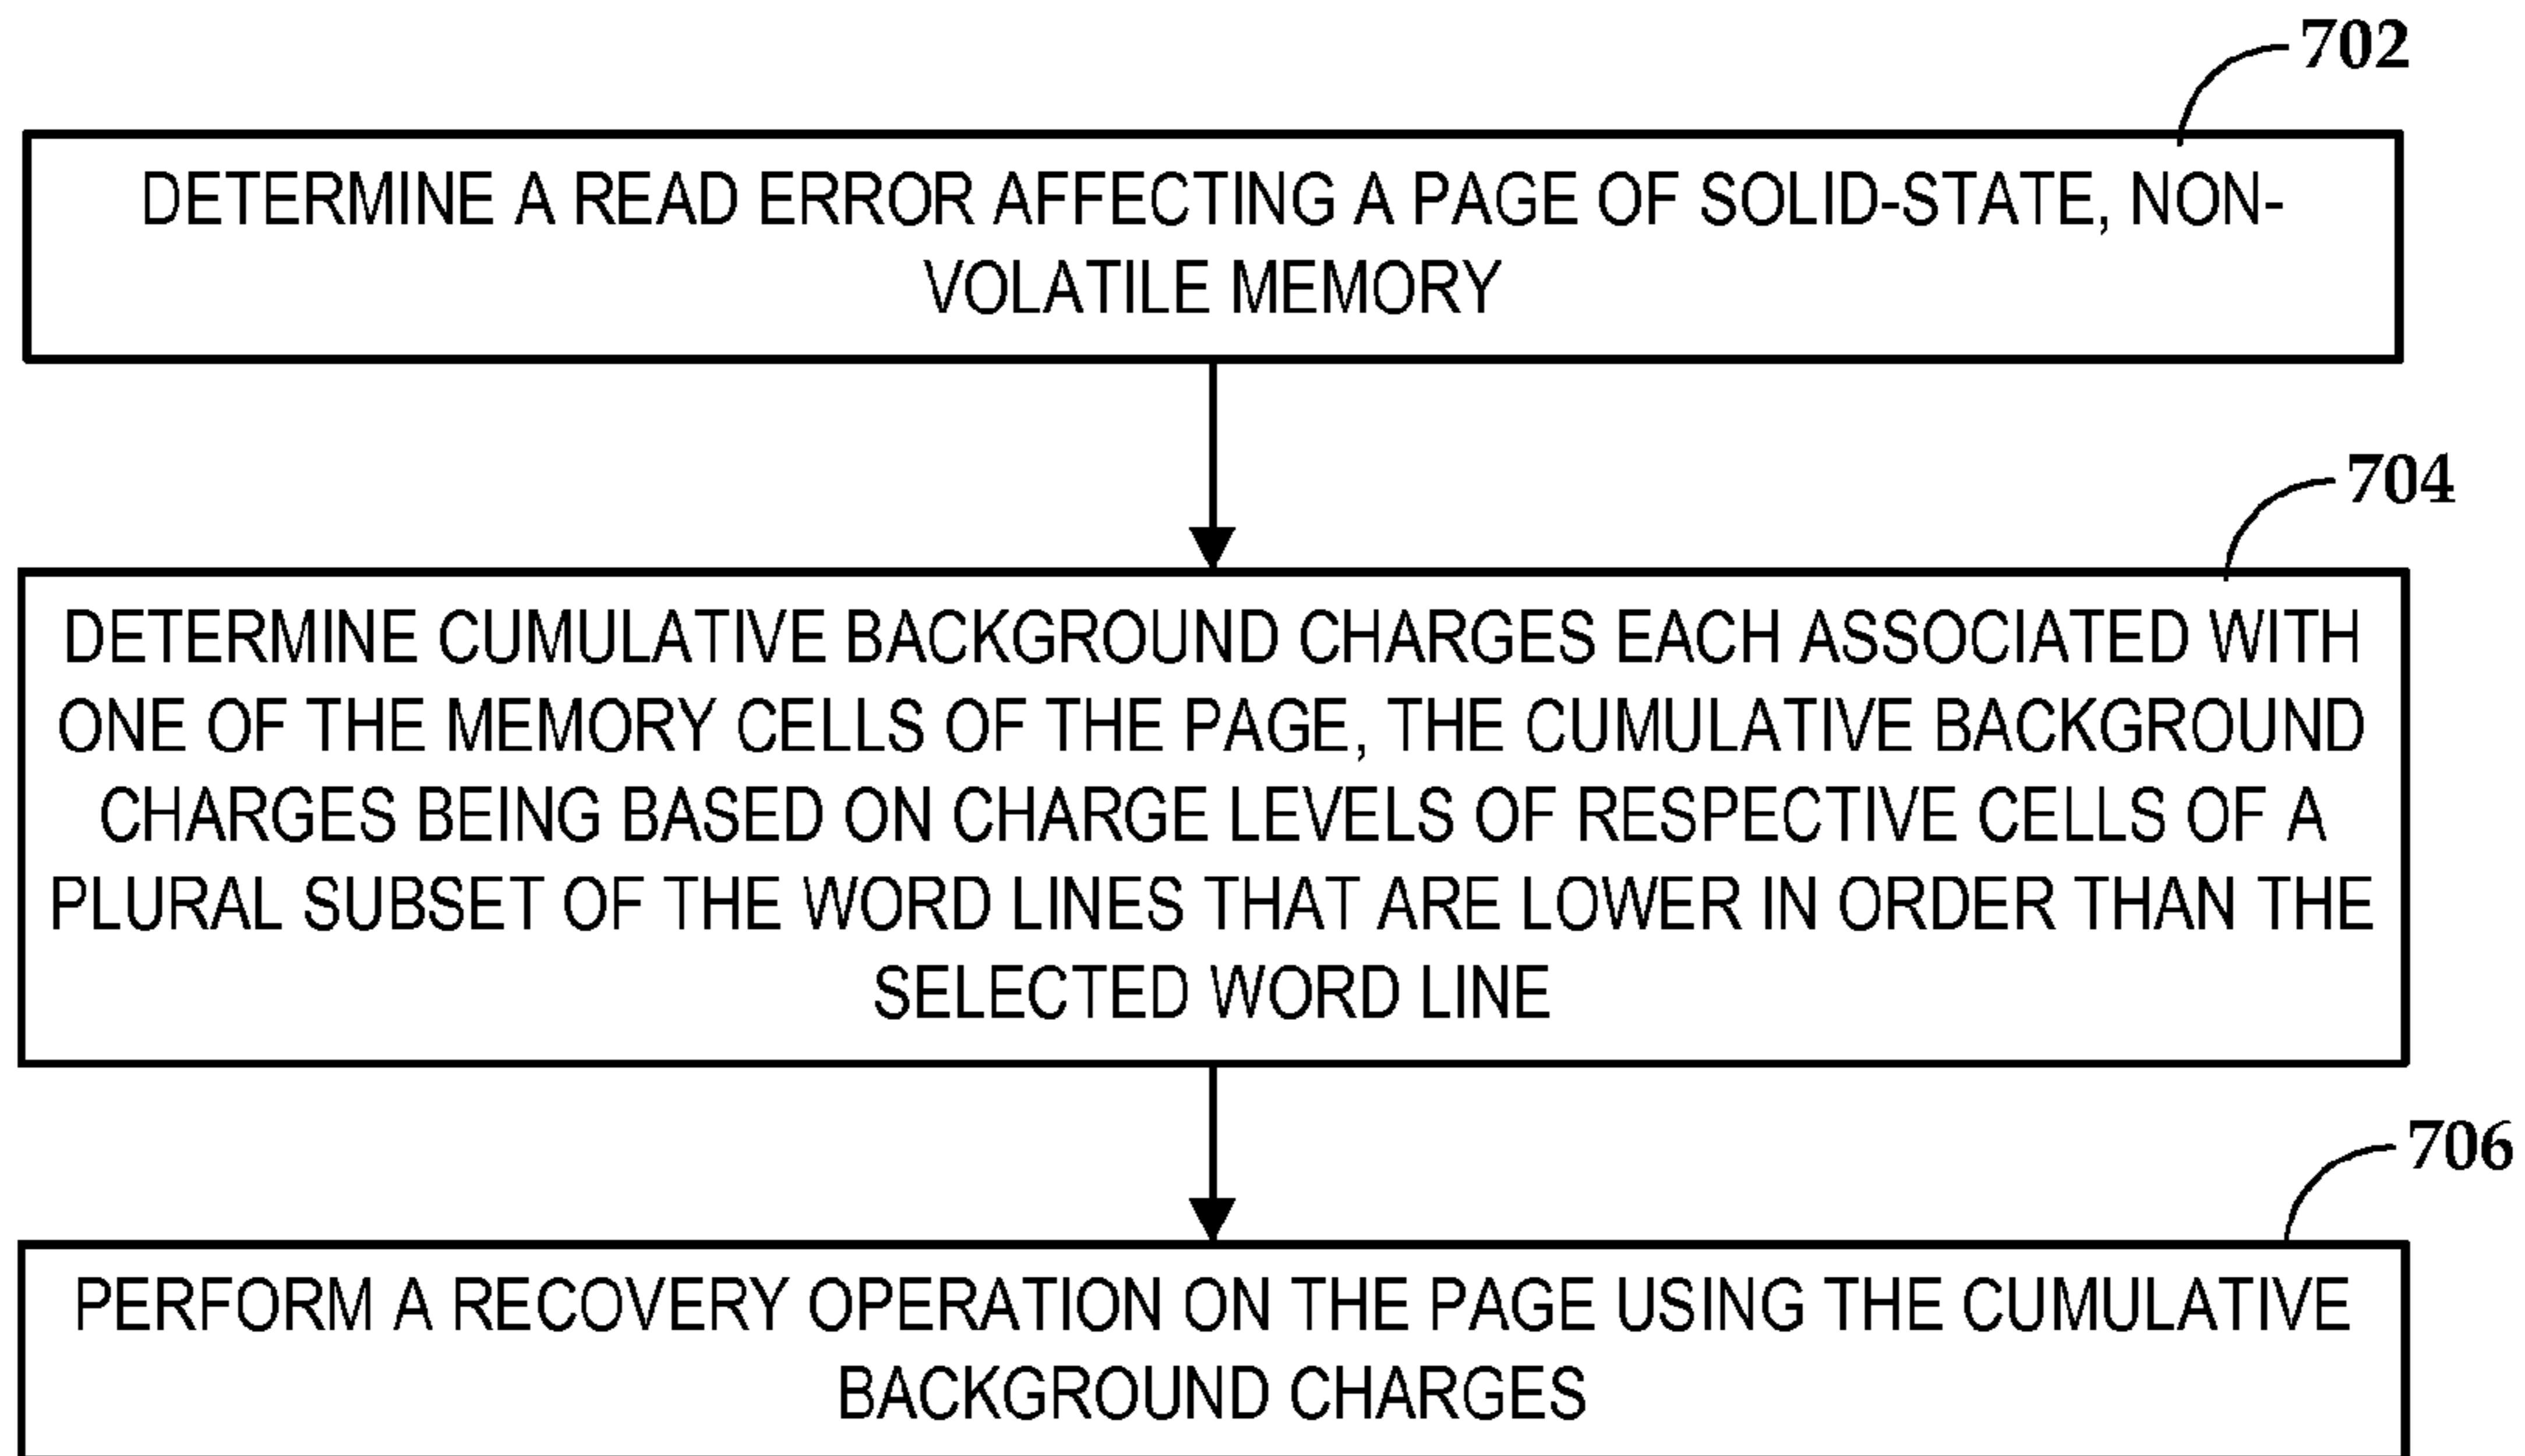 702
DETERMINE A READ ERROR AFFECTING A PAGE OF SOLID-STATE, NON-
VOLATILE MEMORY
704
DETERMINE CUMULATIVE BACKGROUND CHARGES EACH ASSOCIATED WITH
ONE OF THE MEMORY CELLS OF THE PAGE, THE CUMULATIVE BACKGROUND
CHARGES BEING BASED ON CHARGE LEVELS OF RESPECTIVE CELLS OF A
PLURAL SUBSET OF THE WORD LINES THAT ARE LOWER IN ORDER THAN THE
SELECTED WORD LINE
706
PERFORM A RECOVERY OPERATION ON THE PAGE USING THE CUMULATIVE
BACKGROUND CHARGES